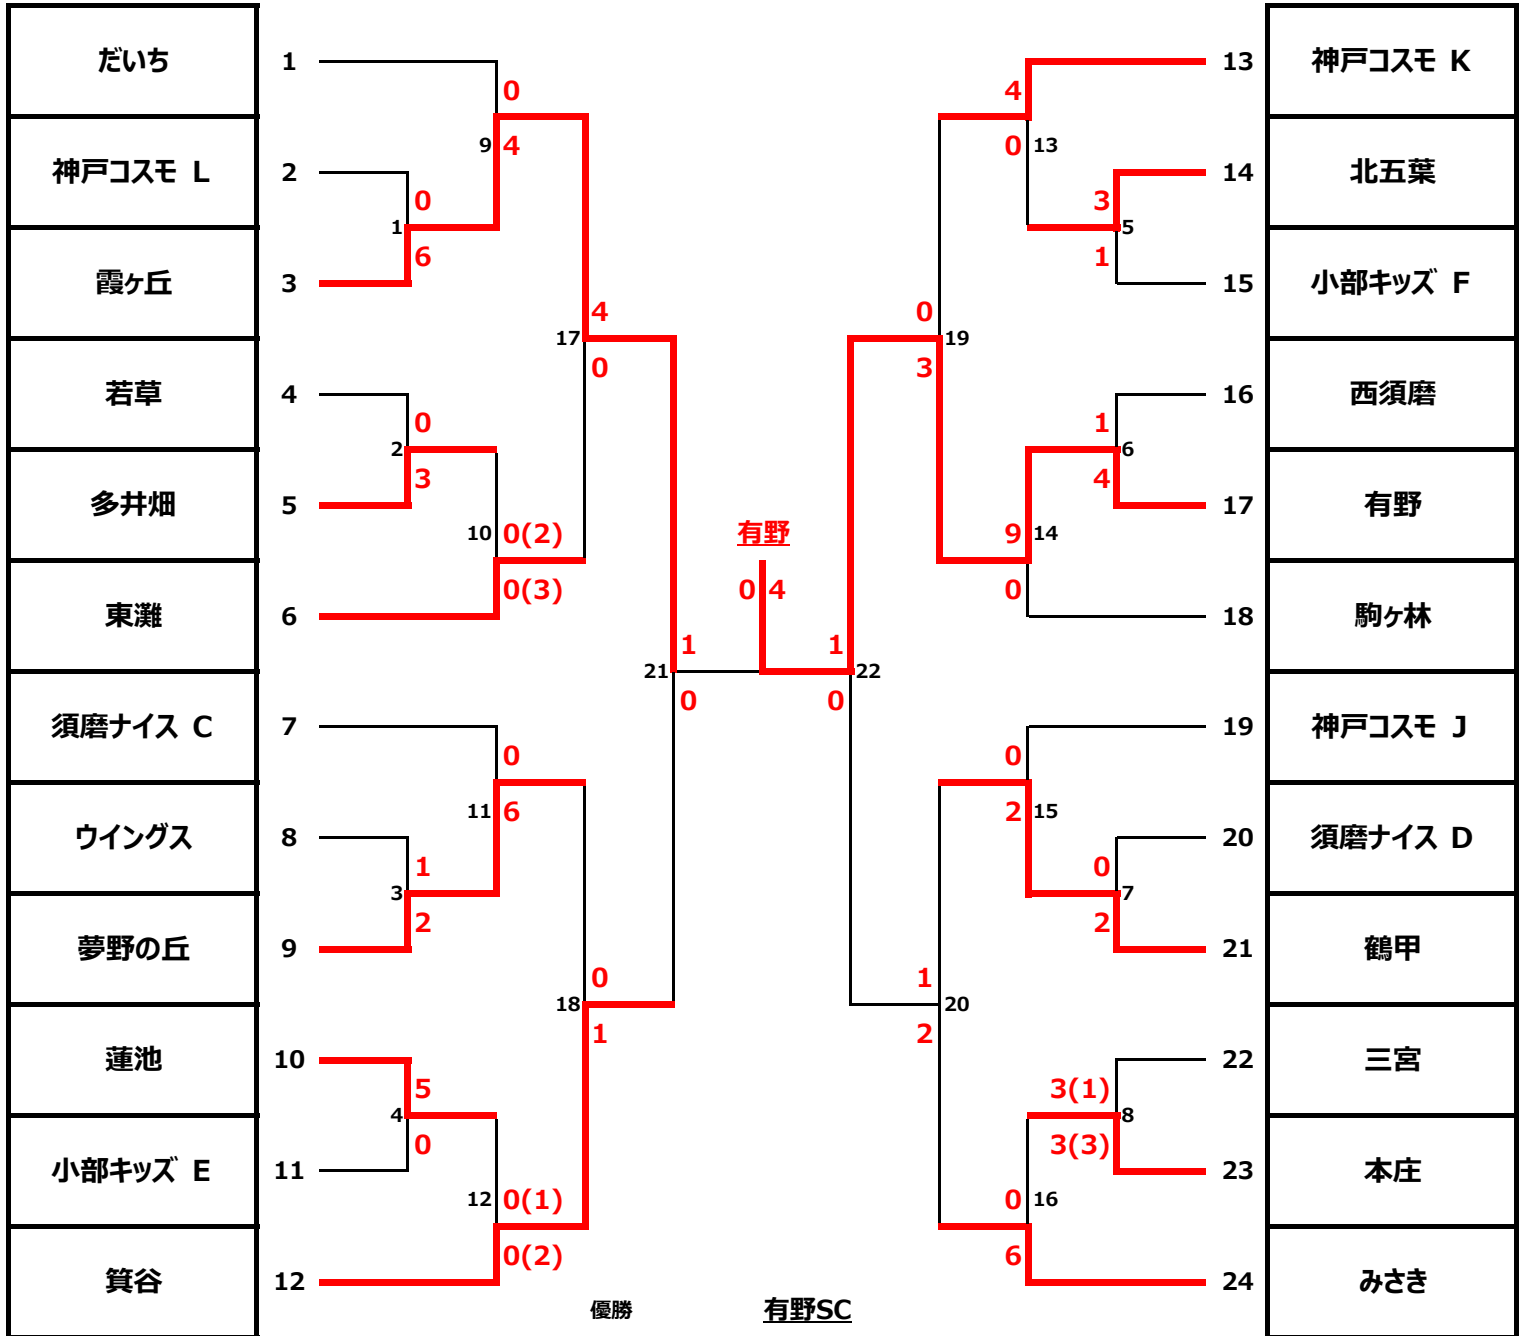 だいち 1 13 神戸コスモ K
0 4
9 4 0 13
神戸コスモ L 2 14 北五葉
0 3
1 5
6 1
霞ヶ丘 3 15 小部キッズ F
4 0
17 19
0 3
若草 4 16 西須磨
0 1
2 6
3 4
多井畑 5 17 有野
10 0(2) 有野 9 14
0(3) 0 4 0
東灘 6 18 駒ヶ林
1 1
21 22
0 0
須磨ナイス C 7 19 神戸コスモ J
0 0
11 6 2 15
ウイングス 8 20 須磨ナイス D
1 0
3 7
2 2
夢野の丘 9 21 鶴甲
0 1
18 20
1 2
蓮池 10 22 三宮
5 3(1)
4 8
0 3(3)
小部キッズ E 11 23 本庄
12 0(1) 0 16
0(2) 6
箕谷 12 24 みさき
優勝 有野SC